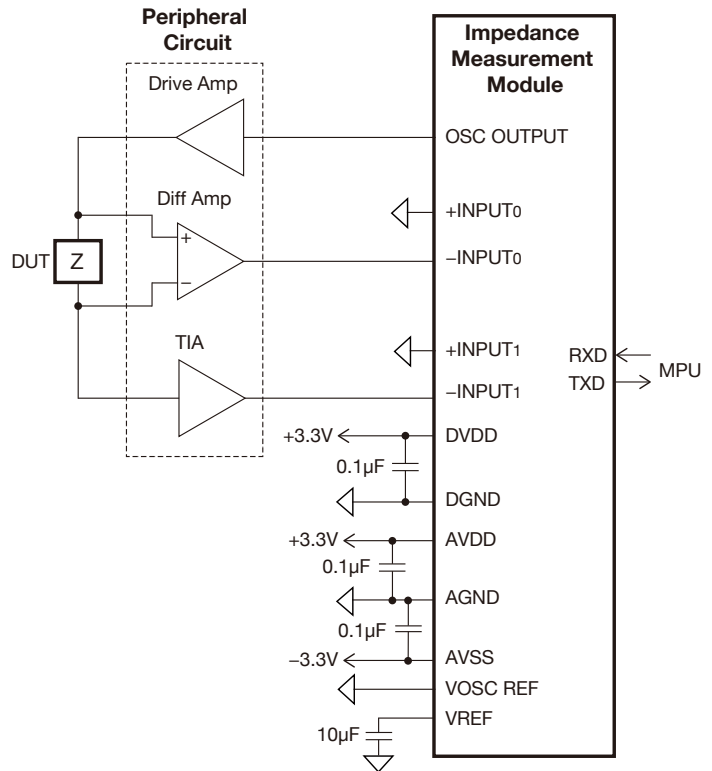 Peripheral
Circuit
Impedance
Measurement
Module
Drive Amp
OSC OUTPUT
Diff Amp
+INPUT0
+
−INPUT0
DUT
Z
−
TIA
+INPUT1
RXD
MPU
TXD
−INPUT1
+3.3V
DVDD
0.1µF
DGND
+3.3V
AVDD
0.1µF
AGND
0.1µF
−3.3V
AVSS
VOSC REF
VREF
10µF